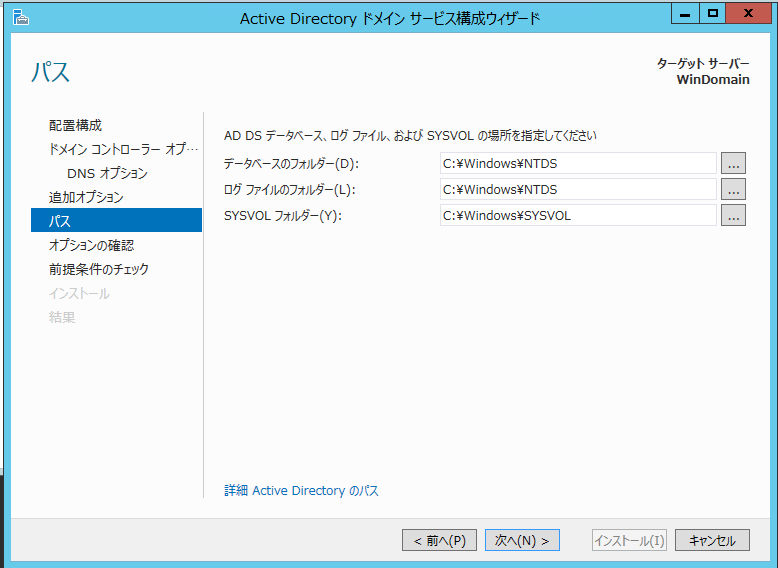 Active Directory ドメイン サービス構成ウィザード
パス
ターゲット サーバー
WinDomain
配置構成
ドメイン コントローラー オプ…
DNS オプション
追加オプション
パス
オプションの確認
前提条件のチェック
インストール
結果
AD DS データベース、ログ ファイル、および SYSVOL の場所を指定してください
データベースのフォルダー(D): C:¥Windows¥NTDS ...
ログ ファイルのフォルダー(L): C:¥Windows¥NTDS ...
SYSVOL フォルダー(Y): C:¥Windows¥SYSVOL ...
詳細 Active Directory のパス
< 前へ(P) 次へ(N) > インストール(I) キャンセル